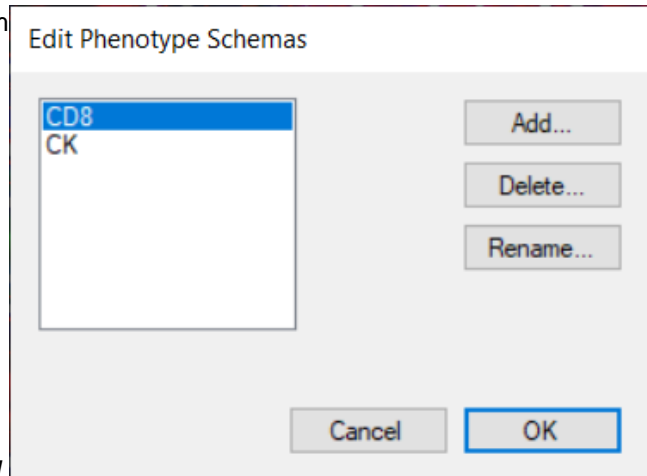 Edit Phenotype Schemas
CD8
CK
Add...
Delete...
Rename...
Cancel
OK